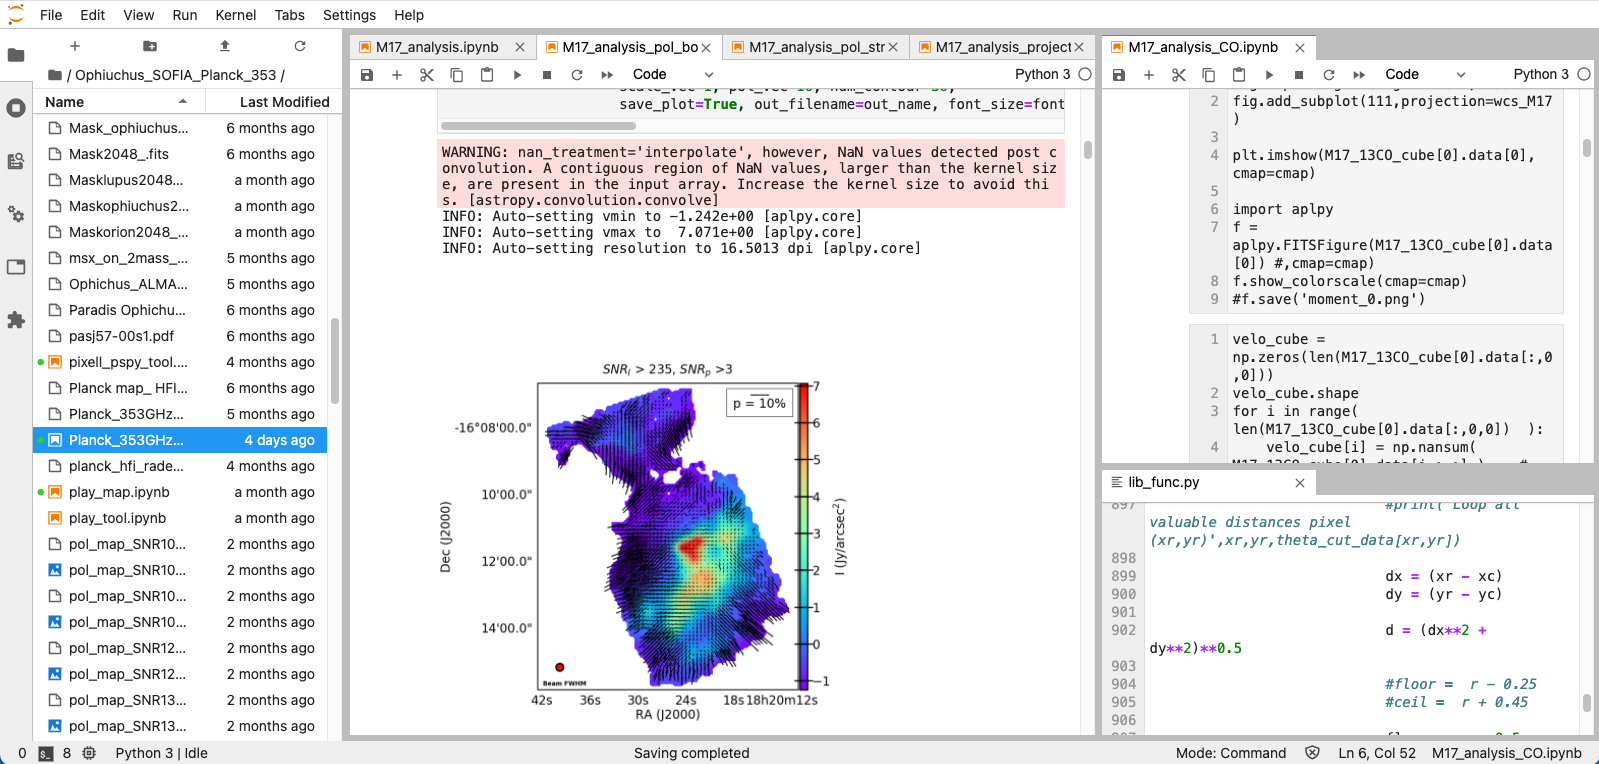 File Edit View Run Kernel Tabs Settings Help
/ Ophiuchus_SOFIA_Planck_353 /
Name Last Modified
Mask_ophiuchus... 6 months ago
Mask2048_.fits 6 months ago
Masklupus2048... a month ago
Maskophiuchus2... a month ago
Maskorion2048_... a month ago
msx_on_2mass_... 5 months ago
Ophichus_ALMA... 5 months ago
Paradis Ophichu... 6 months ago
pasj57-00s1.pdf 6 months ago
pixell_pspy_tool.... 4 months ago
Planck map_ HFI... 6 months ago
Planck_353GHz... 5 months ago
Planck_353GHz... 4 days ago
planck_hfi_rade... 4 months ago
play_map.ipynb a month ago
play_tool.ipynb a month ago
pol_map_SNR10... 2 months ago
pol_map_SNR10... 2 months ago
pol_map_SNR10... 2 months ago
pol_map_SNR10... 2 months ago
pol_map_SNR12... 2 months ago
pol_map_SNR12... 2 months ago
pol_map_SNR13... 2 months ago
pol_map_SNR13... 2 months ago
M17_analysis.ipynb M17_analysis_pol_bo M17_analysis_pol_str M17_analysis_project
Code Python 3
save_plot=True, out_filename=out_name, font_size=font
WARNING: nan_treatment='interpolate', however, NaN values detected post c
onvolution. A contiguous region of NaN values, larger than the kernel siz
e, are present in the input array. Increase the kernel size to avoid thi
s. [astropy.convolution.convolve]
INFO: Auto-setting vmin to -1.242e+00 [aplpy.core]
INFO: Auto-setting vmax to  7.071e+00 [aplpy.core]
INFO: Auto-setting resolution to 16.5013 dpi [aplpy.core]
SNR_I > 235, SNR_p >3
p = 10%
-16°08'00.0"
10'00.0"
12'00.0"
14'00.0"
Dec (J2000)
Beam FWHM
42s 36s 30s 24s 18s18h20m12s
RA (J2000)
7
6
5
4
3
2
1
0
−1
I (Jy/arcsec²)
M17_analysis_CO.ipynb
Code Python 3
2 fig.add_subplot(111,projection=wcs_M17
)
3
4 plt.imshow(M17_13CO_cube[0].data[0],
cmap=cmap)
5
6 import aplpy
7 f =
aplpy.FITSFigure(M17_13CO_cube[0].data
[0]) #,cmap=cmap)
8 f.show_colorscale(cmap=cmap)
9 #f.save('moment_0.png')
1 velo_cube =
np.zeros(len(M17_13CO_cube[0].data[:,0
,0]))
2 velo_cube.shape
3 for i in range(
len(M17_13CO_cube[0].data[:,0,0])  ):
4 velo_cube[i] = np.nansum(
lib_func.py
897 #print('Loop all
valuable distances pixel
(xr,yr)',xr,yr,theta_cut_data[xr,yr])
898
899 dx = (xr - xc)
900 dy = (yr - yc)
901
902 d = (dx**2 +
dy**2)**0.5
903
904 #floor =  r - 0.25
905 #ceil =  r + 0.45
906
0 8 Python 3 | Idle Saving completed Mode: Command Ln 6, Col 52 M17_analysis_CO.ipynb